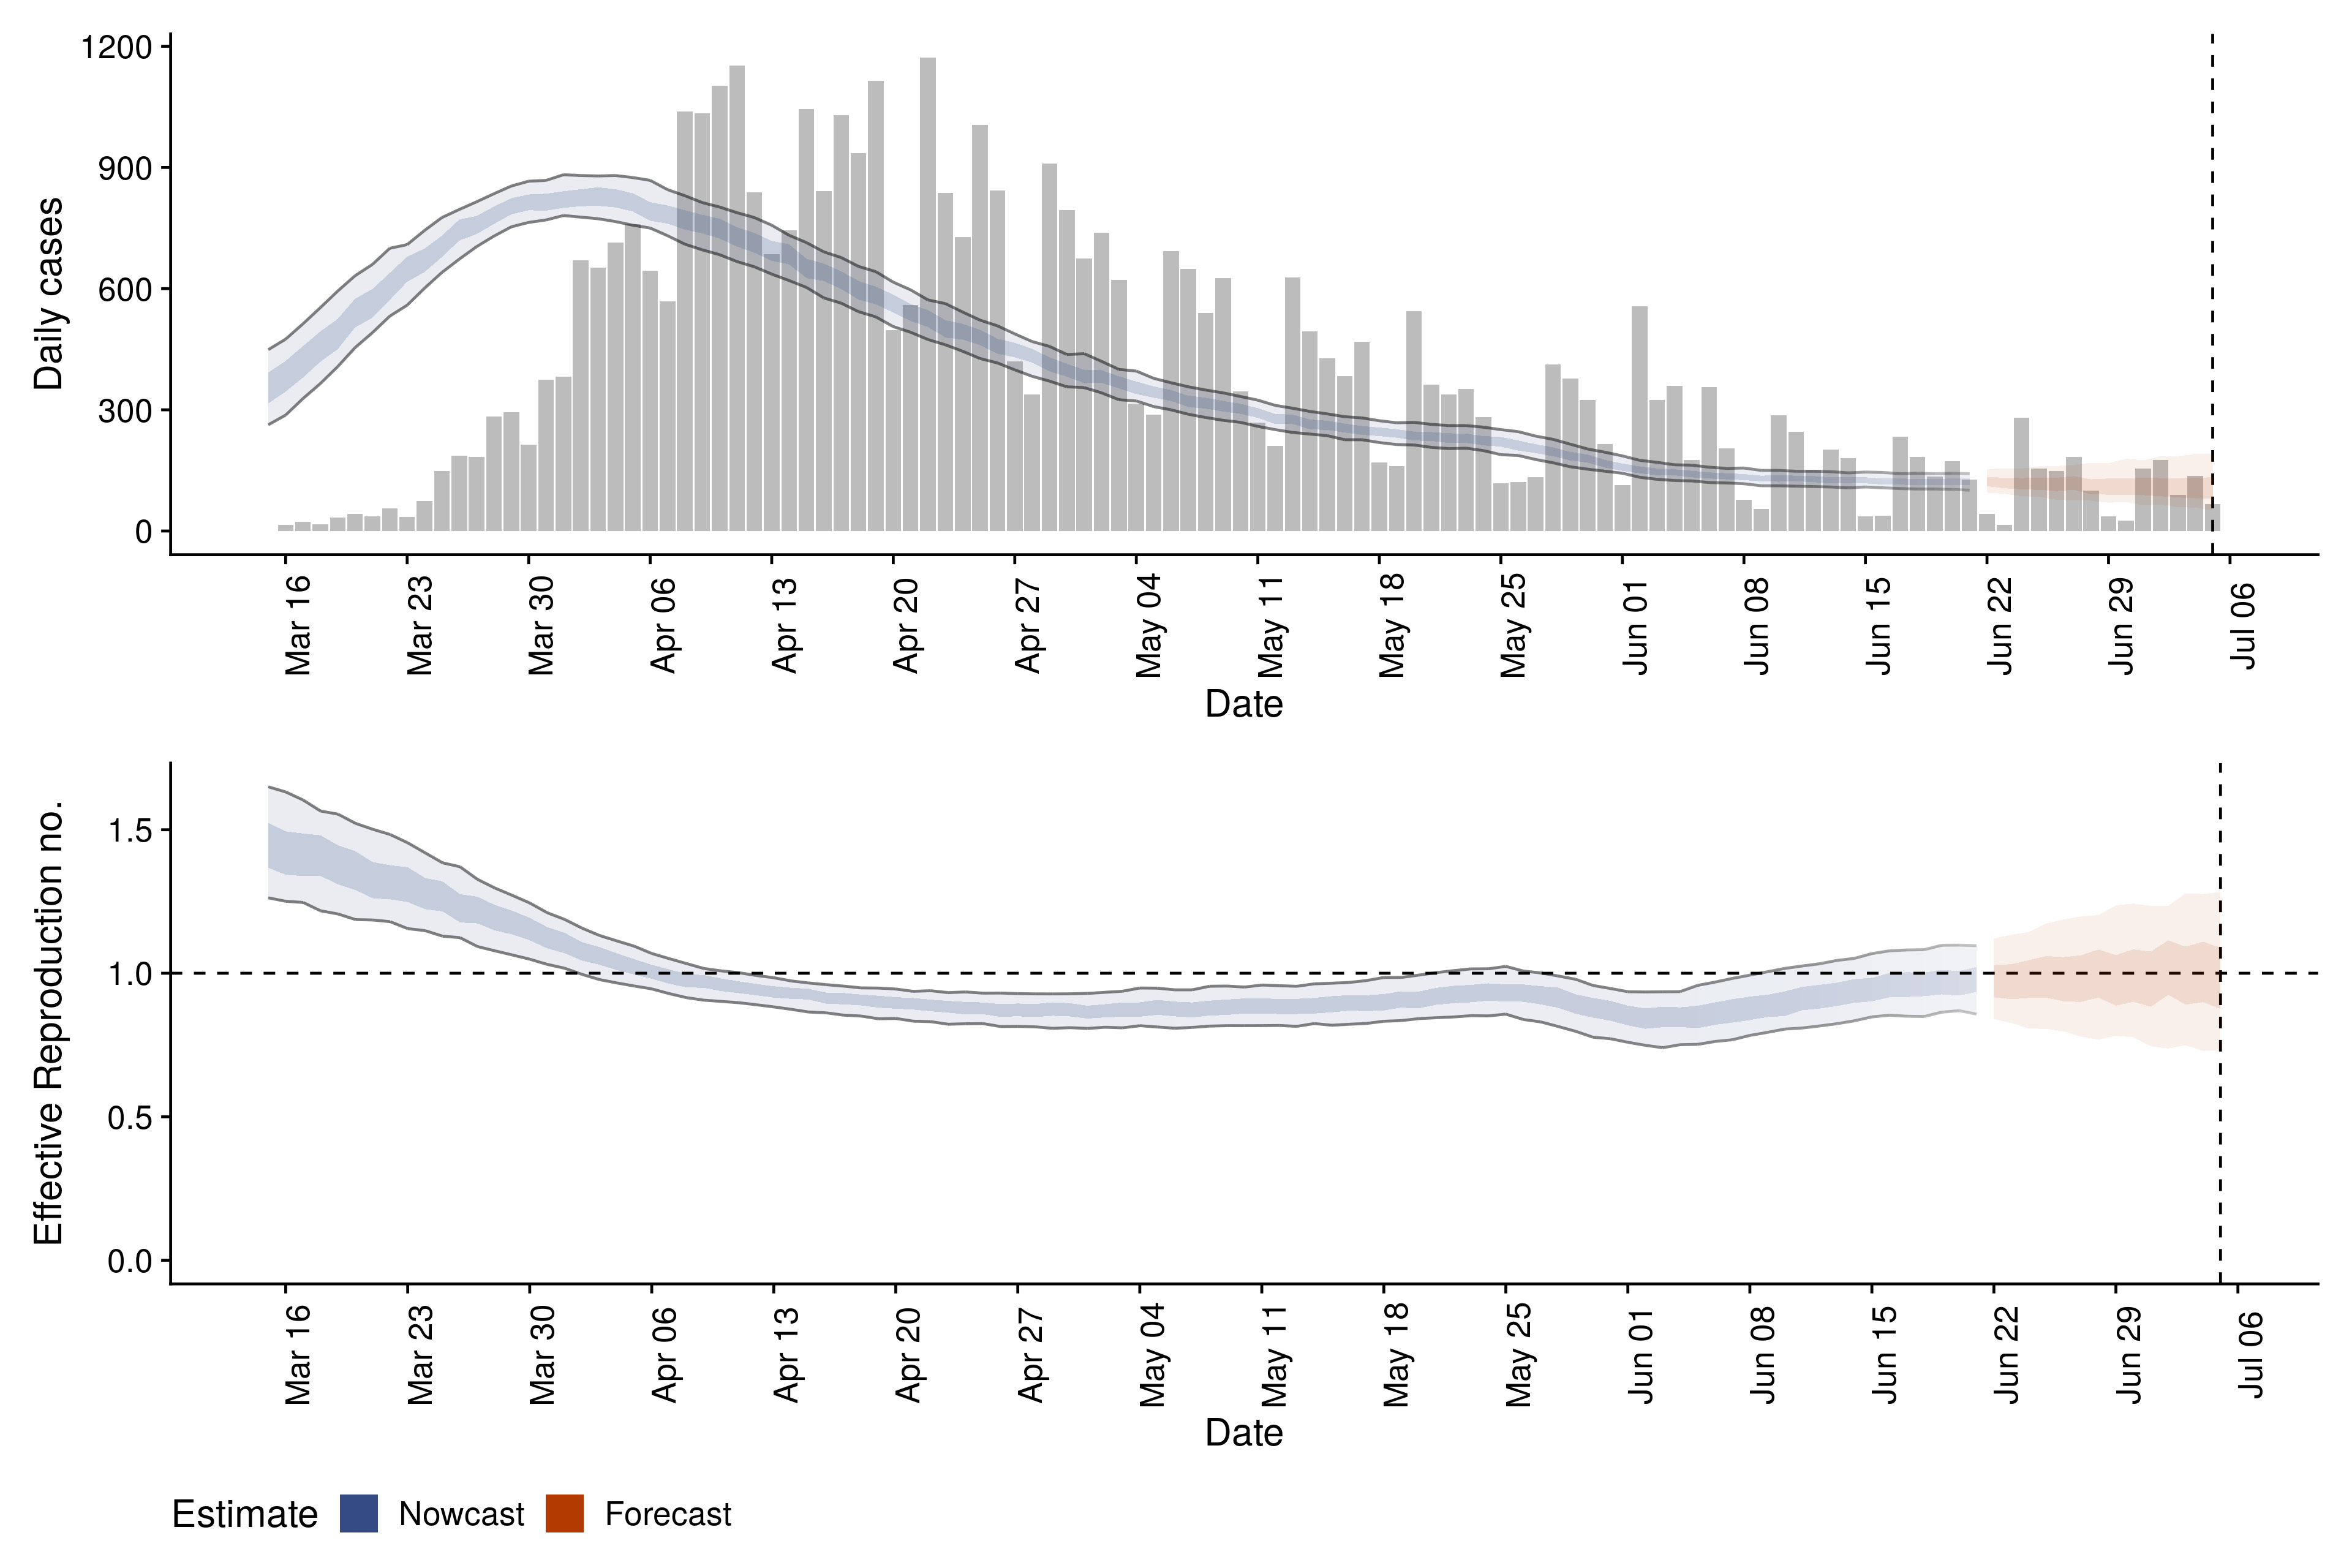 1200
900
600
300
0
Daily cases
Mar 16
Mar 23
Mar 30
Apr 06
Apr 13
Apr 20
Apr 27
May 04
May 11
May 18
May 25
Jun 01
Jun 08
Jun 15
Jun 22
Jun 29
Jul 06
Date
1.5
1.0
0.5
0.0
Effective Reproduction no.
Mar 16
Mar 23
Mar 30
Apr 06
Apr 13
Apr 20
Apr 27
May 04
May 11
May 18
May 25
Jun 01
Jun 08
Jun 15
Jun 22
Jun 29
Jul 06
Date
Estimate Nowcast Forecast